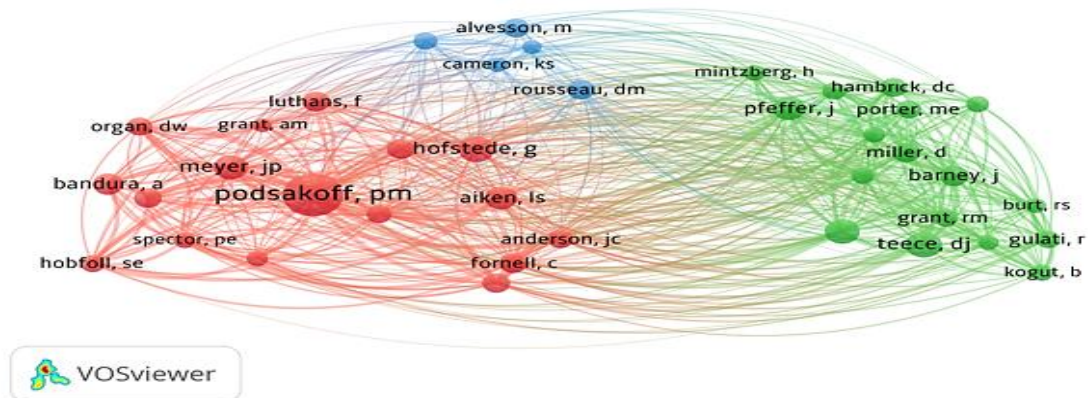 alvesson, m
cameron, ks
rousseau, dm
mintzberg, h
hambrick, dc
pfeffer, j
porter, me
luthans, f
organ, dw
grant, am
hofstede, g
miller, d
meyer, jp
barney, j
bandura, a
podsakoff, pm
aiken, ls
burt, rs
grant, rm
spector, pe
anderson, jc
teece, dj
gulati, r
hobfoll, se
fornell, c
kogut, b
VOSviewer